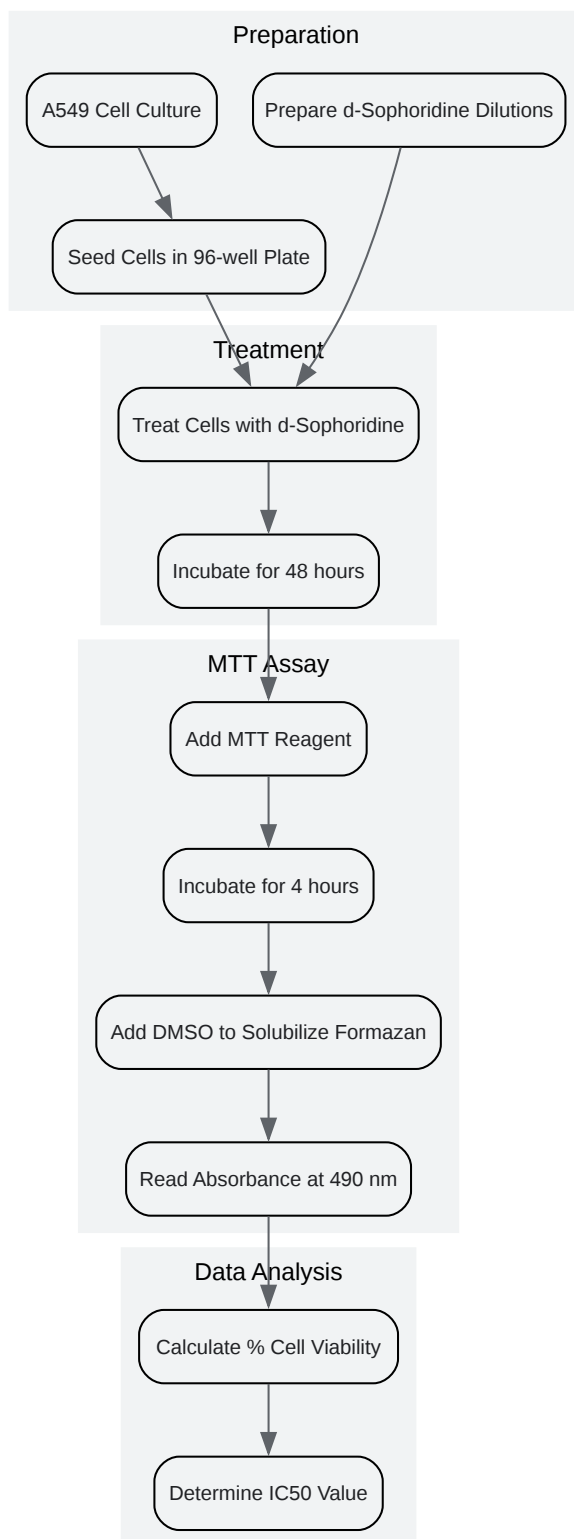 Preparation
A549 Cell Culture
Prepare d-Sophoridine Dilutions
Seed Cells in 96-well Plate
Treatment
Treat Cells with d-Sophoridine
Incubate for 48 hours
MTT Assay
Add MTT Reagent
Incubate for 4 hours
Add DMSO to Solubilize Formazan
Read Absorbance at 490 nm
Data Analysis
Calculate % Cell Viability
Determine IC50 Value